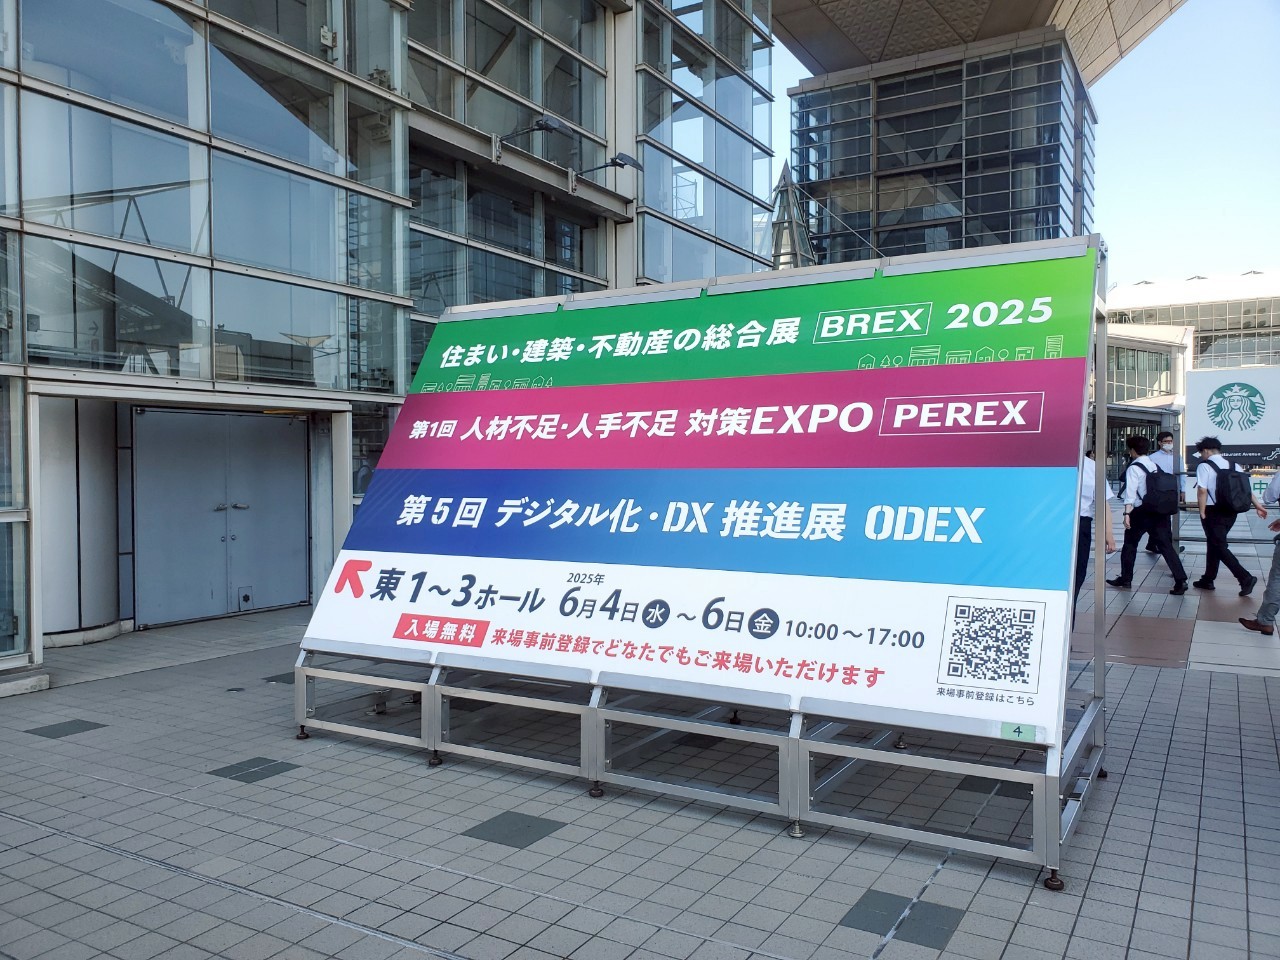 住まい・建築・不動産の総合展 BREX 2025
第1回 人材不足・人手不足 対策EXPO PEREX
第5回 デジタル化・DX 推進展 ODEX
東1～3ホール 2025年 6月4日水～6日金 10:00～17:00
入場無料 来場事前登録でどなたでもご来場いただけます
来場事前登録はこちら
4